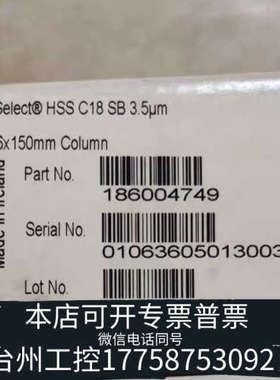 Select® HSS C18 SB 3.5µm
6x150mm Column
Made in Ireland
Part No.
186004749
Serial No.
01063605013003
Lot No.
本店可开专票普票
微信电话同号
台州工控17758753092